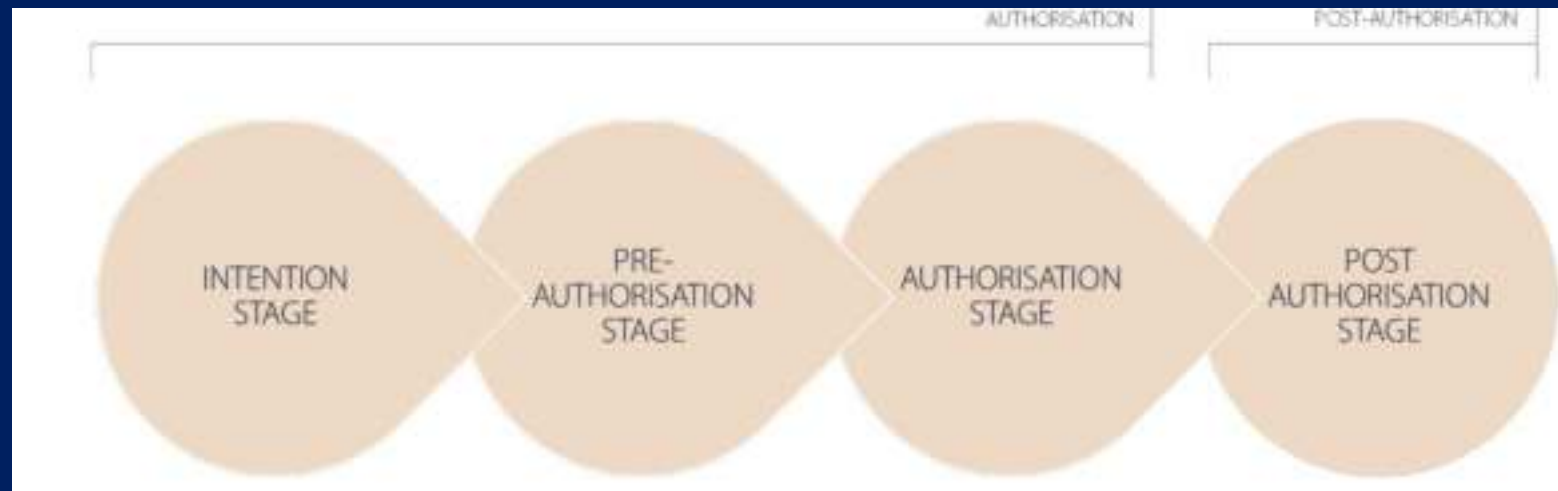 AUTHORISATION
POST-AUTHORISATION
INTENTION
STAGE
PRE-
AUTHORISATION
STAGE
AUTHORISATION
STAGE
POST
AUTHORISATION
STAGE